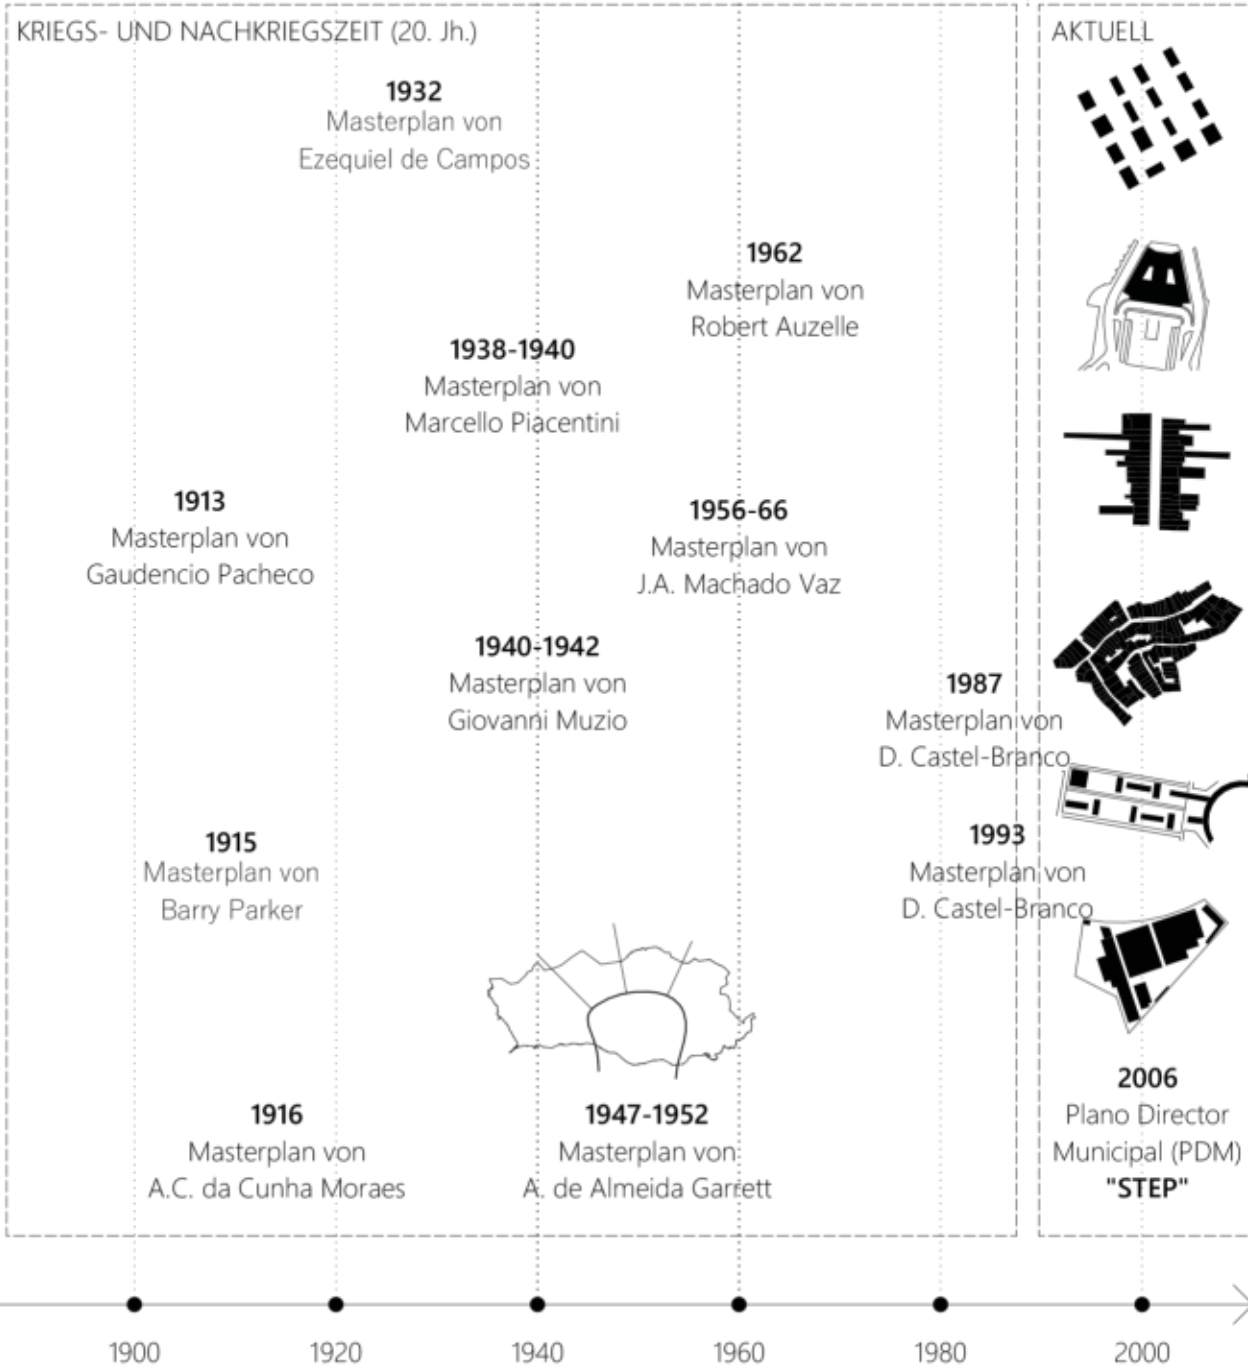 KRIEGS- UND NACHKRIEGSZEIT (20. Jh.)
AKTUELL
1932
Masterplan von
Ezequiel de Campos
1962
Masterplan von
Robert Auzelle
1938-1940
Masterplan von
Marcello Piacentini
1913
Masterplan von
Gaudencio Pacheco
1956-66
Masterplan von
J.A. Machado Vaz
1940-1942
Masterplan von
Giovanni Muzio
1987
Masterplan von
D. Castel-Branco
1915
Masterplan von
Barry Parker
1993
Masterplan von
D. Castel-Branco
1916
Masterplan von
A.C. da Cunha Moraes
1947-1952
Masterplan von
A. de Almeida Garrett
2006
Plano Director
Municipal (PDM)
"STEP"
1900
1920
1940
1960
1980
2000